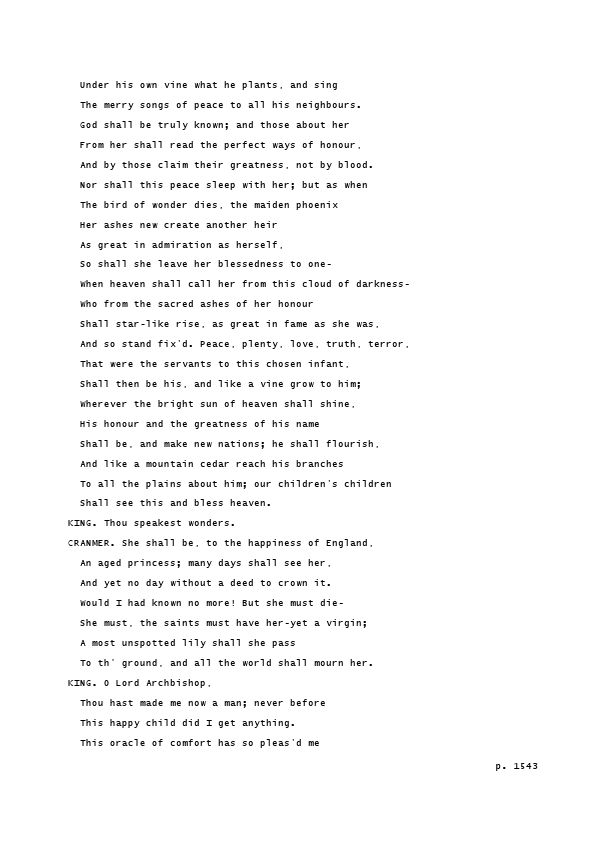 Under his own vine what he plants, and sing
The merry songs of peace to all his neighbours.
God shall be truly known; and those about her
From her shall read the perfect ways of honour,
And by those claim their greatness, not by blood.
Nor shall this peace sleep with her; but as when
The bird of wonder dies, the maiden phoenix
Her ashes new create another heir
As great in admiration as herself,
So shall she leave her blessedness to one-
When heaven shall call her from this cloud of darkness-
Who from the sacred ashes of her honour
Shall star-like rise, as great in fame as she was,
And so stand fix'd. Peace, plenty, love, truth, terror,
That were the servants to this chosen infant,
Shall then be his, and like a vine grow to him;
Wherever the bright sun of heaven shall shine,
His honour and the greatness of his name
Shall be, and make new nations; he shall flourish,
And like a mountain cedar reach his branches
To all the plains about him; our children's children
Shall see this and bless heaven.
KING. Thou speakest wonders.
CRANMER. She shall be, to the happiness of England,
An aged princess; many days shall see her,
And yet no day without a deed to crown it.
Would I had known no more! But she must die-
She must, the saints must have her-yet a virgin;
A most unspotted lily shall she pass
To th' ground, and all the world shall mourn her.
KING. O Lord Archbishop,
Thou hast made me now a man; never before
This happy child did I get anything.
This oracle of comfort has so pleas'd me
p. 1543